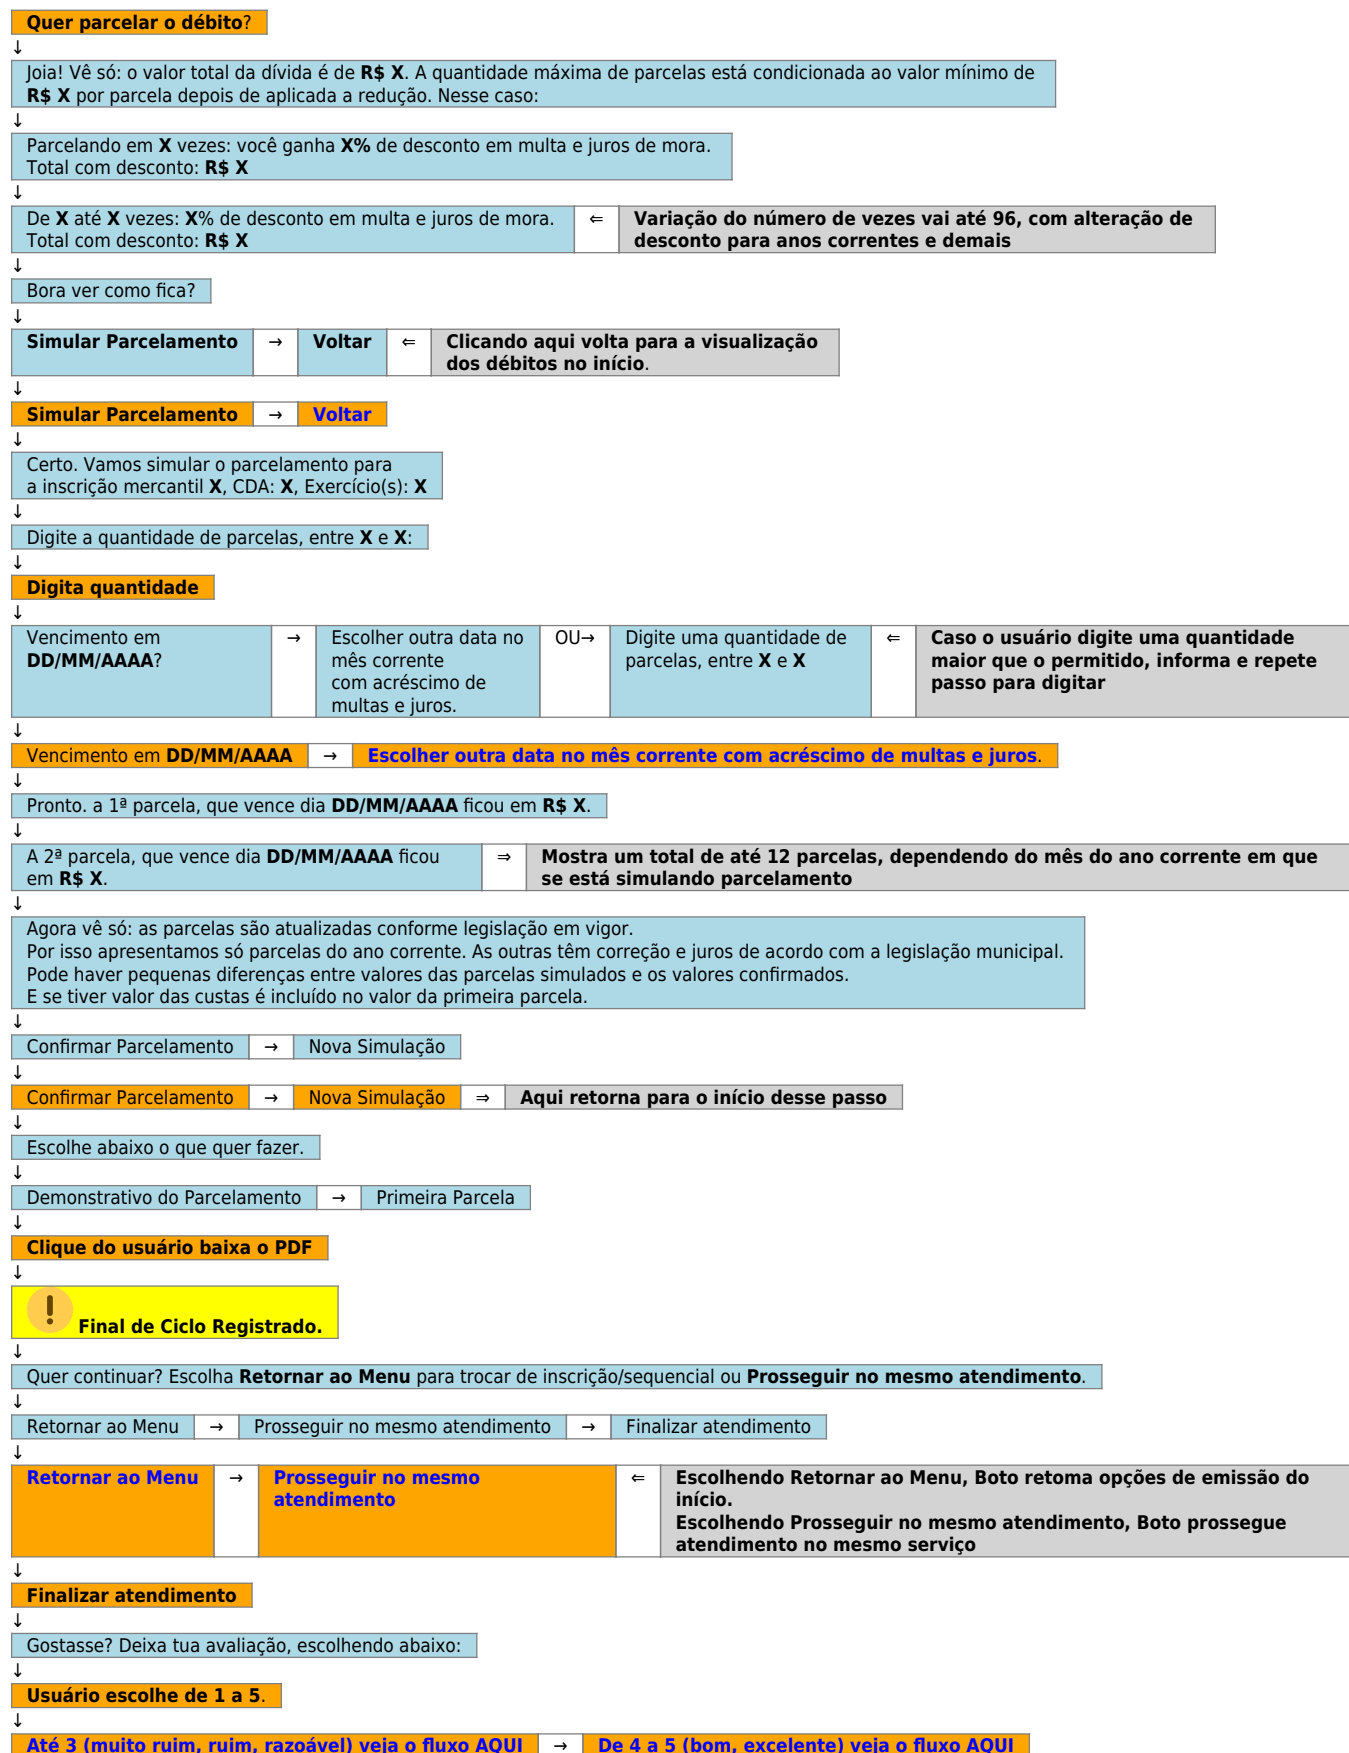 Quer parcelar o débito?
↓
Joia! Vê só: o valor total da dívida é de R$ X. A quantidade máxima de parcelas está condicionada ao valor mínimo de
R$ X por parcela depois de aplicada a redução. Nesse caso:
↓
Parcelando em X vezes: você ganha X% de desconto em multa e juros de mora.
Total com desconto: R$ X
↓
De X até X vezes: X% de desconto em multa e juros de mora. ⇐ Variação do número de vezes vai até 96, com alteração de
Total com desconto: R$ X desconto para anos correntes e demais
↓
Bora ver como fica?
↓
Simular Parcelamento → Voltar ⇐ Clicando aqui volta para a visualização
dos débitos no início.
↓
Simular Parcelamento → Voltar
↓
Certo. Vamos simular o parcelamento para
a inscrição mercantil X, CDA: X, Exercício(s): X
↓
Digite a quantidade de parcelas, entre X e X:
↓
Digita quantidade
↓
Vencimento em
DD/MM/AAAA?
→
Escolher outra data no
mês corrente
com acréscimo de
multas e juros.
OU→
Digite uma quantidade de
parcelas, entre X e X
⇐
Caso o usuário digite uma quantidade
maior que o permitido, informa e repete
passo para digitar
↓
Vencimento em DD/MM/AAAA → Escolher outra data no mês corrente com acréscimo de multas e juros.
↓
Pronto. a 1ª parcela, que vence dia DD/MM/AAAA ficou em R$ X.
↓
A 2ª parcela, que vence dia DD/MM/AAAA ficou
em R$ X.
⇒
Mostra um total de até 12 parcelas, dependendo do mês do ano corrente em que
se está simulando parcelamento
↓
Agora vê só: as parcelas são atualizadas conforme legislação em vigor.
Por isso apresentamos só parcelas do ano corrente. As outras têm correção e juros de acordo com a legislação municipal.
Pode haver pequenas diferenças entre valores das parcelas simulados e os valores confirmados.
E se tiver valor das custas é incluído no valor da primeira parcela.
↓
Confirmar Parcelamento → Nova Simulação
↓
Confirmar Parcelamento → Nova Simulação ⇒ Aqui retorna para o início desse passo
↓
Escolhe abaixo o que quer fazer.
↓
Demonstrativo do Parcelamento → Primeira Parcela
↓
Clique do usuário baixa o PDF
↓
! Final de Ciclo Registrado.
↓
Quer continuar? Escolha Retornar ao Menu para trocar de inscrição/sequencial ou Prosseguir no mesmo atendimento.
↓
Retornar ao Menu → Prosseguir no mesmo atendimento → Finalizar atendimento
↓
Retornar ao Menu
→
Prosseguir no mesmo
atendimento
⇐
Escolhendo Retornar ao Menu, Boto retoma opções de emissão do
início.
Escolhendo Prosseguir no mesmo atendimento, Boto prossegue
atendimento no mesmo serviço
↓
Finalizar atendimento
↓
Gostasse? Deixa tua avaliação, escolhendo abaixo:
↓
Usuário escolhe de 1 a 5.
↓
Até 3 (muito ruim, ruim, razoável) veja o fluxo AQUI → De 4 a 5 (bom, excelente) veja o fluxo AQUI